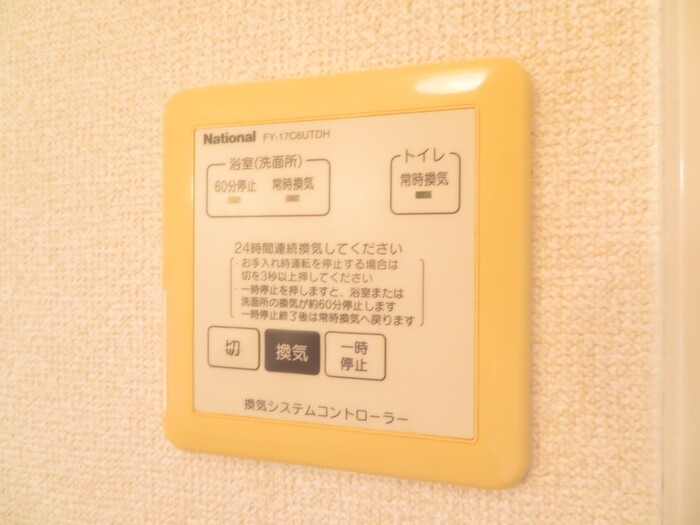 National FY-17C6UTDH
浴室(洗面所)
60分停止 常時換気
トイレ
常時換気
24時間連続換気してください
・お手入れ時運転を停止する場合は
切を3秒以上押してください
・一時停止を押しますと、浴室または
洗面所の換気が約60分停止します
一時停止終了後は常時換気へ戻ります
切 換気 一時
停止
換気システムコントローラー